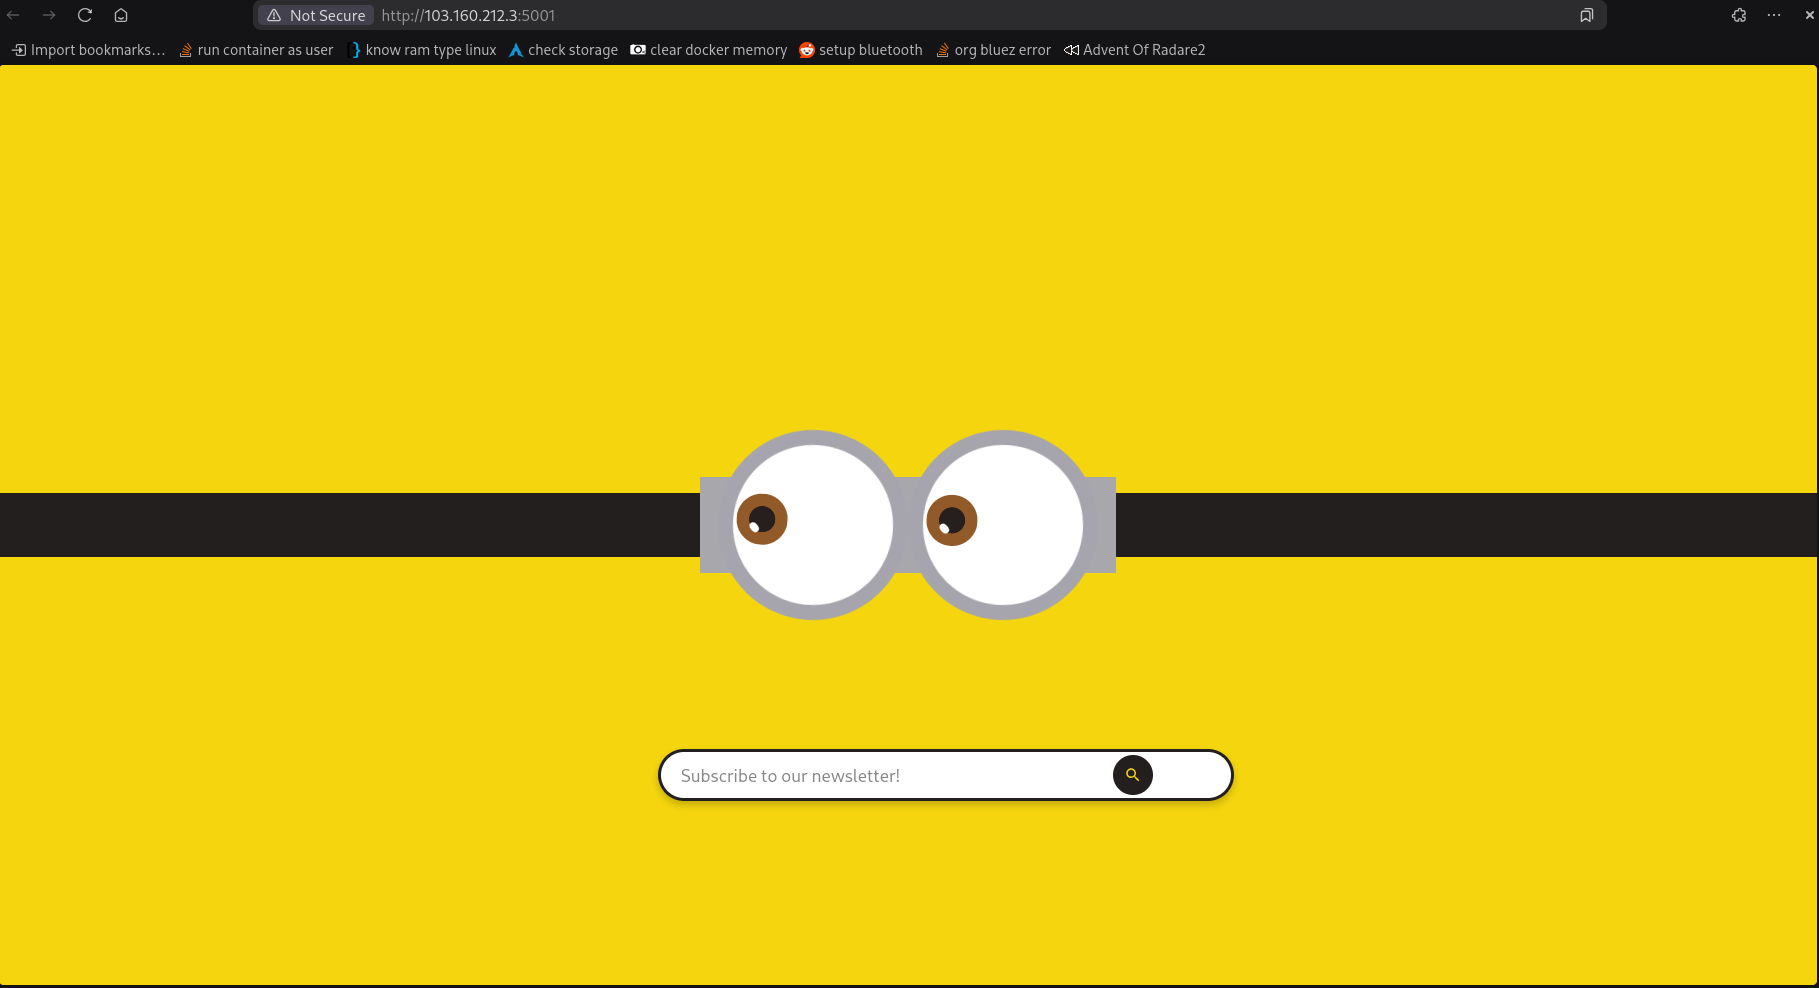 Not Secure http://103.160.212.3:5001
Import bookmarks... run container as user know ram type linux check storage clear docker memory setup bluetooth org bluez error Advent Of Radare2
Subscribe to our newsletter!